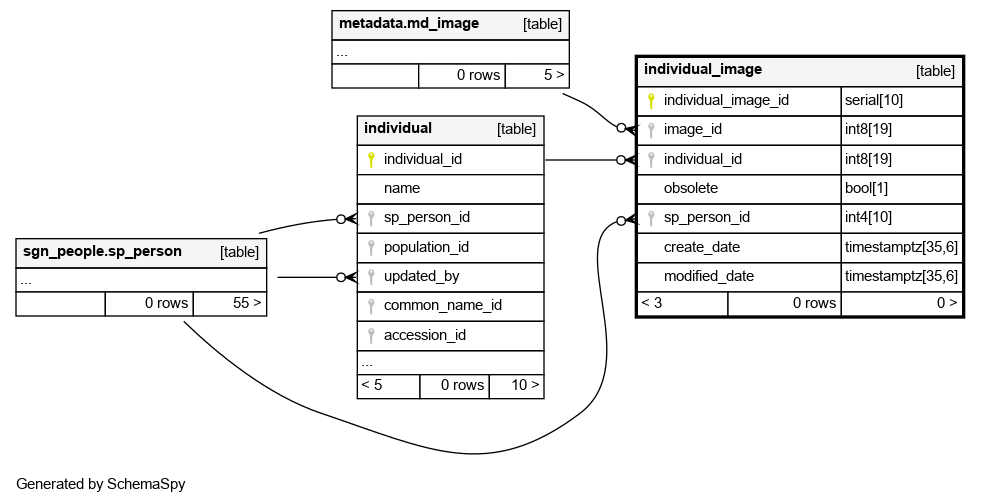 metadata.md_image [table]
...
0 rows 5 >
individual_image [table]
individual_image_id serial[10]
image_id int8[19]
individual_id int8[19]
obsolete bool[1]
sp_person_id int4[10]
create_date timestamptz[35,6]
modified_date timestamptz[35,6]
< 3 0 rows 0 >
individual [table]
individual_id
name
sp_person_id
population_id
updated_by
common_name_id
accession_id
...
< 5 0 rows 10 >
sgn_people.sp_person [table]
...
0 rows 55 >
Generated by SchemaSpy